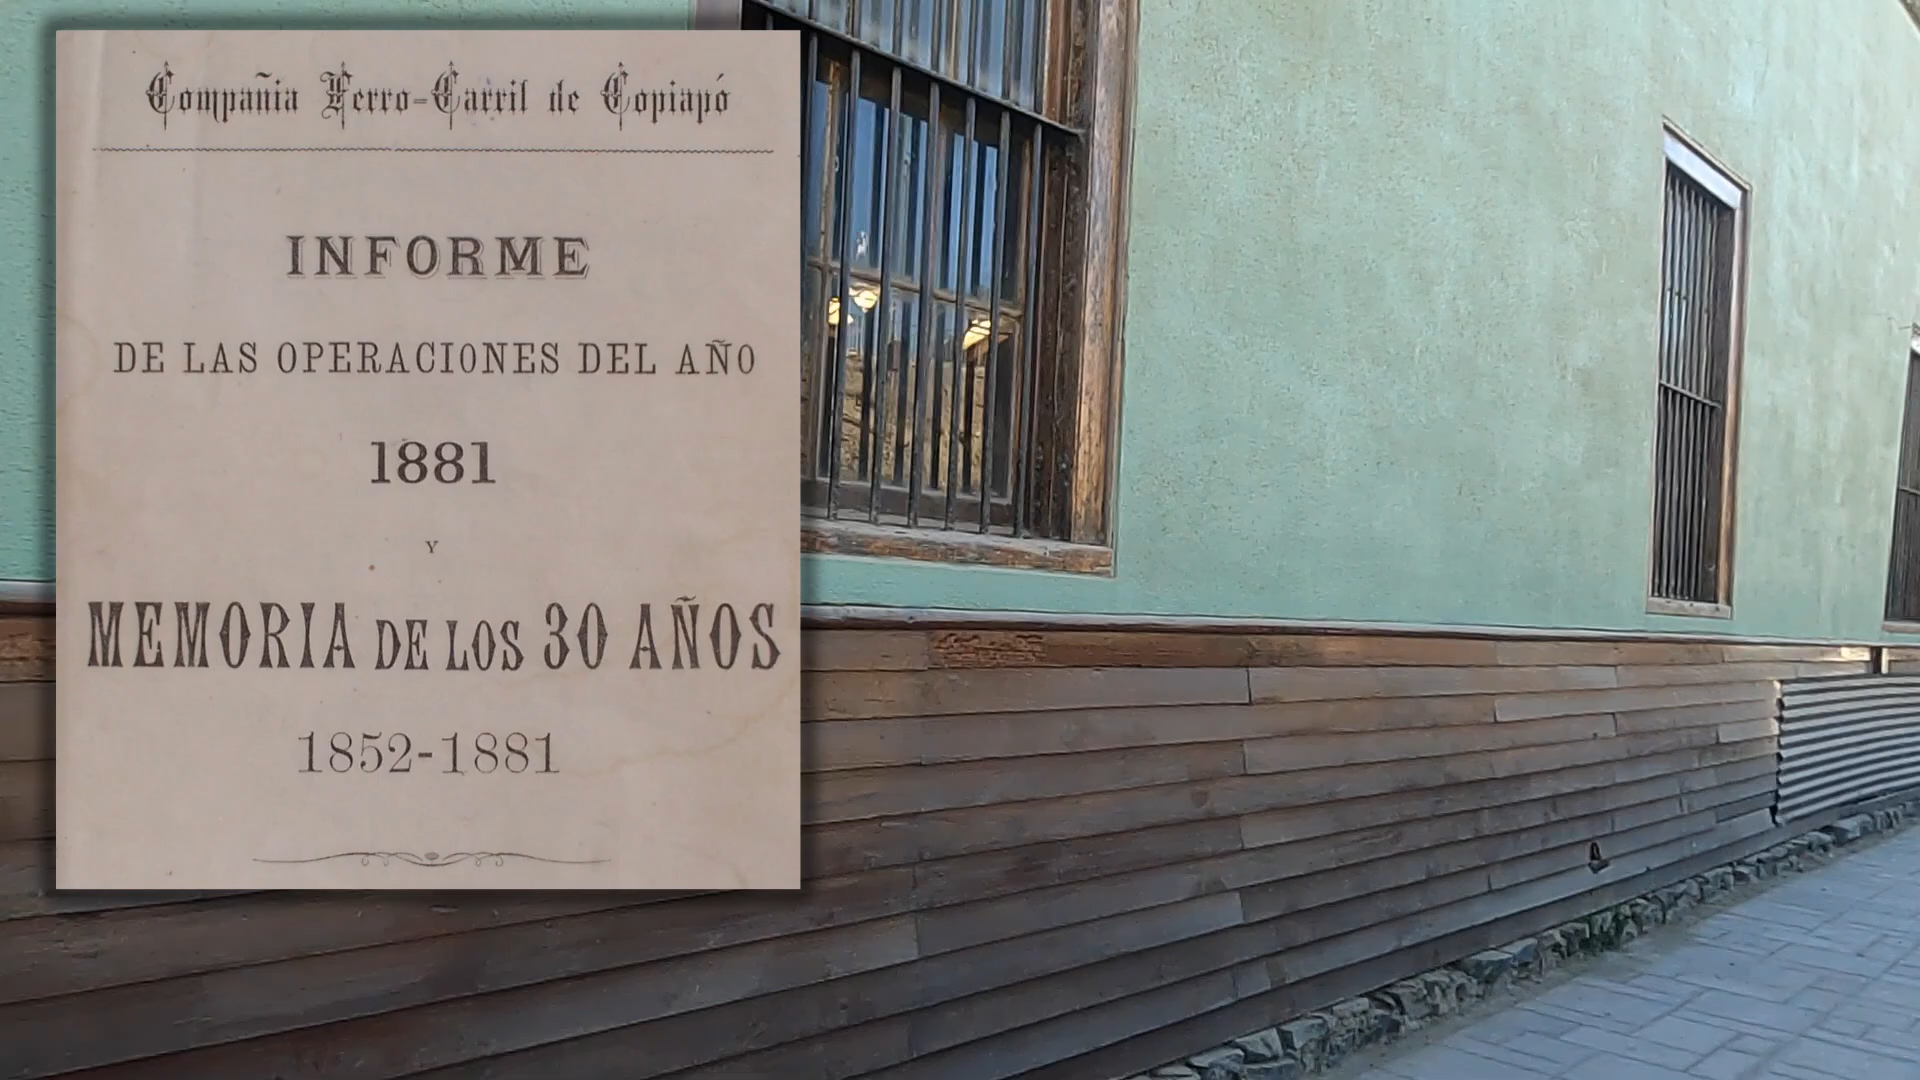 Compañia Ferro-Carril de Copiapó
INFORME
DE LAS OPERACIONES DEL AÑO
1881
Y
MEMORIA DE LOS 30 AÑOS
1852-1881